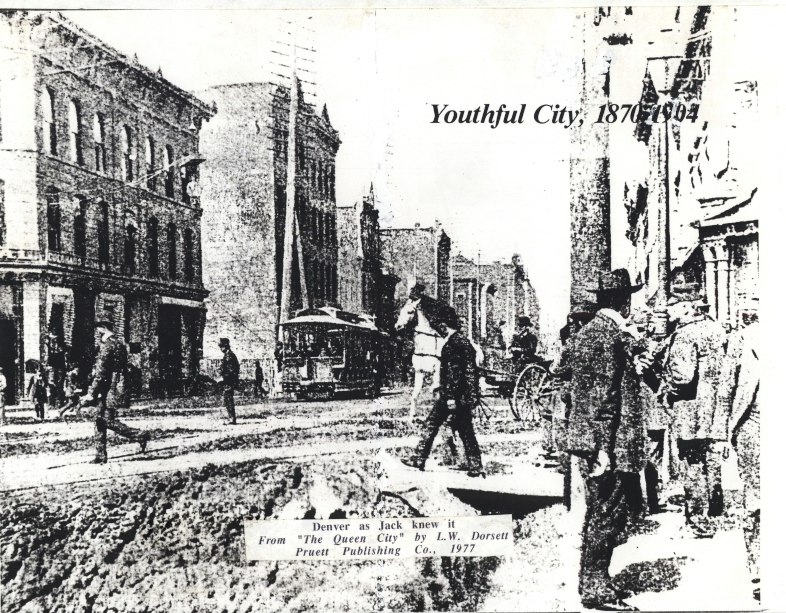 Youthful City, 1870-1904
Denver as Jack knew it
From "The Queen City" by L.W. Dorsett
Pruett Publishing Co., 1977